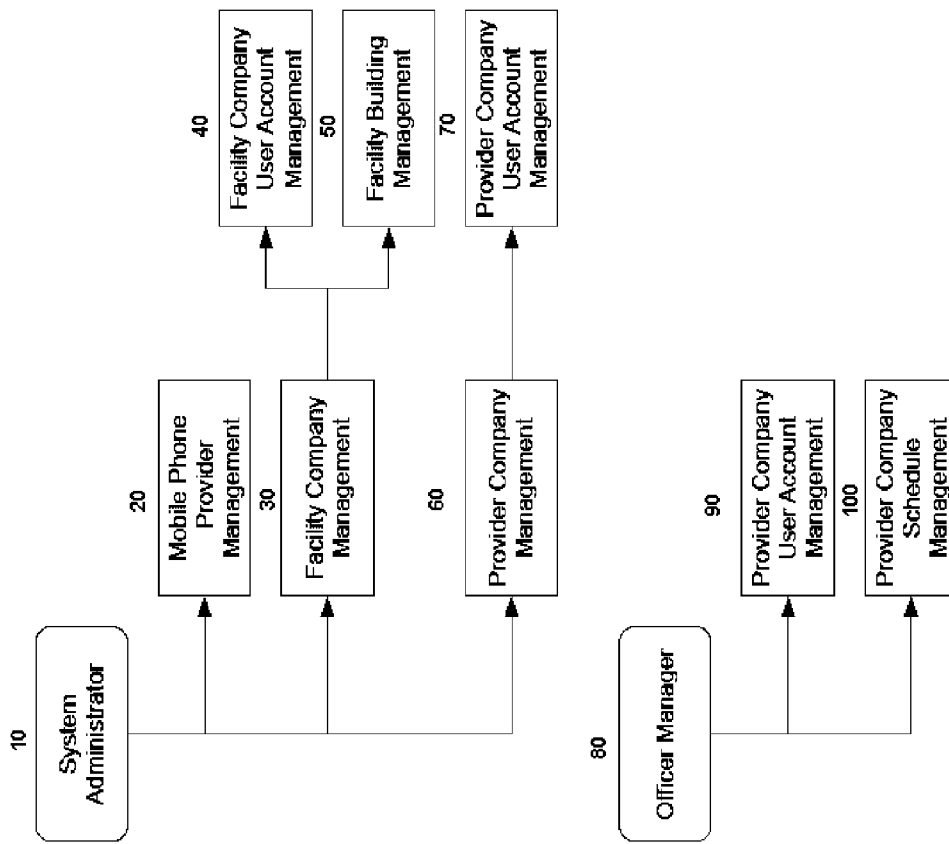 10
System
Administrator
20
Mobile Phone
Provider
Management
30
Facility Company
Management
40
Facility Company
User Account
Management
50
Facility Building
Management
60
Provider Company
Management
70
Provider Company
User Account
Management
80
Officer Manager
90
Provider Company
User Account
Management
100
Provider Company
Schedule
Management